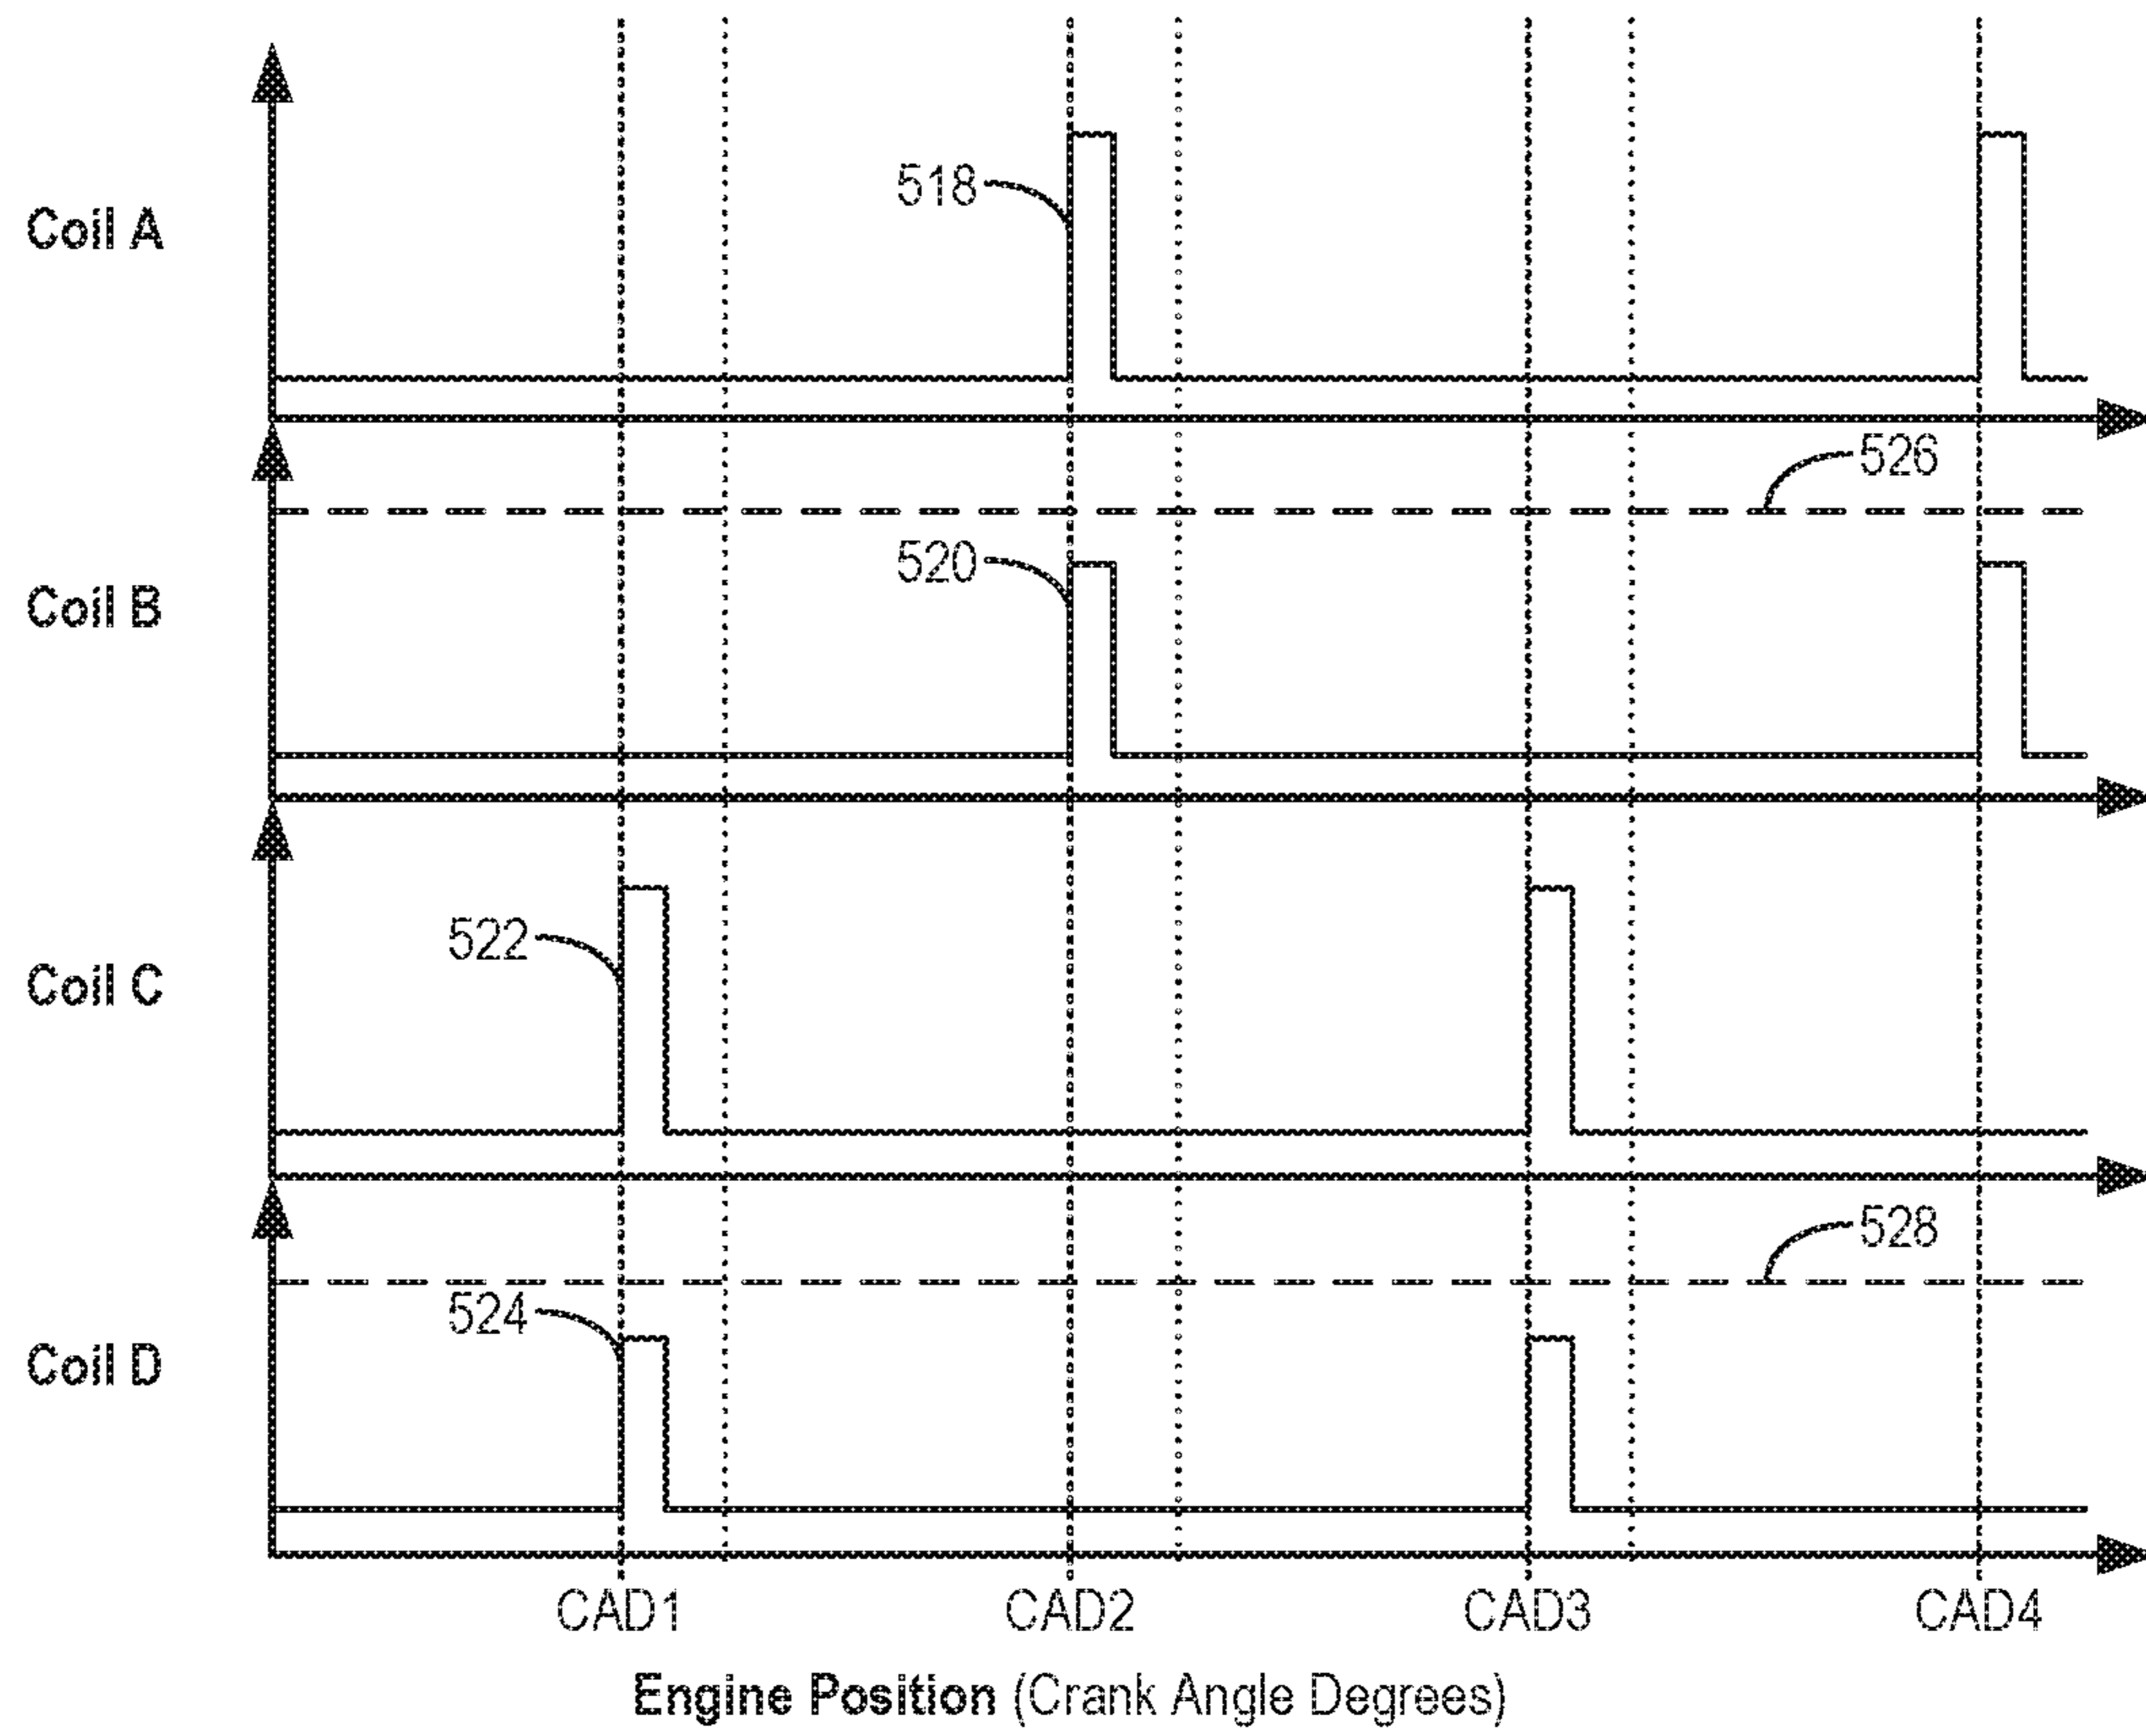 518
Coil A
526
520
Coil B
522
Coil C
528
524
Coil D
CAD1 CAD2 CAD3 CAD4
Engine Position (Crank Angle Degrees)